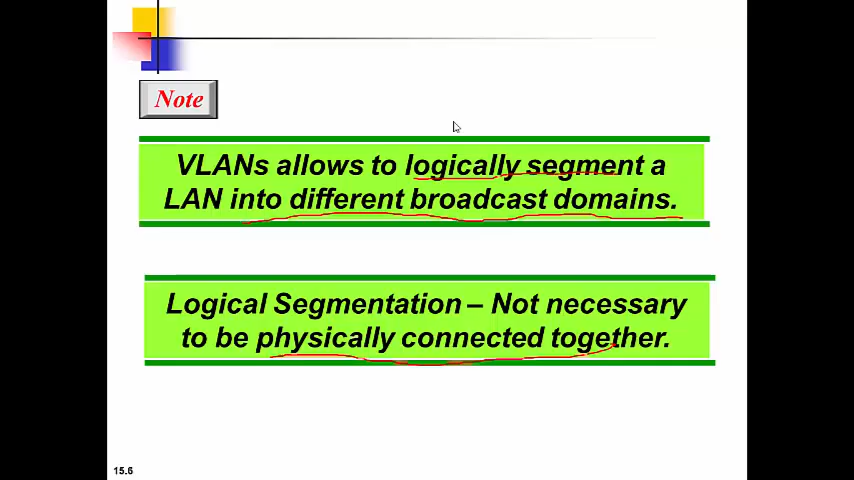 Note
VLANs allows to logically segment a
LAN into different broadcast domains.
Logical Segmentation – Not necessary
to be physically connected together.
15.6